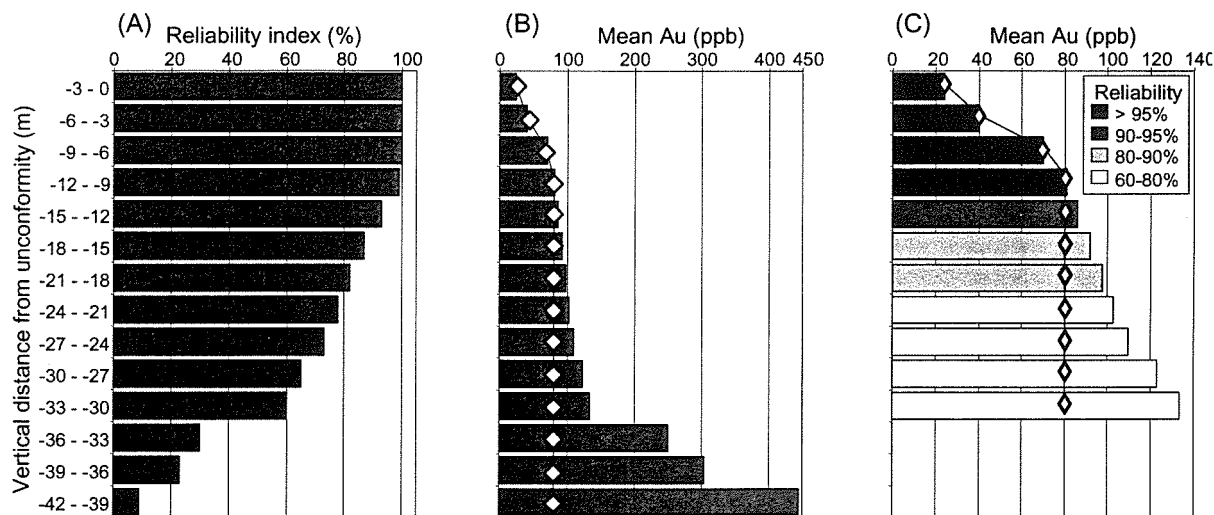 (A)
Reliability index (%)
0 20 40 60 80 100
(B)
Mean Au (ppb)
0 100 200 300 400 450
(C)
Mean Au (ppb)
0 20 40 60 80 100 120 140
Vertical distance from unconformity (m)
-3 - 0
-6 - -3
-9 - -6
-12 - -9
-15 - -12
-18 - -15
-21 - -18
-24 - -21
-27 - -24
-30 - -27
-33 - -30
-36 - -33
-39 - -36
-42 - -39
Reliability
> 95%
90-95%
80-90%
60-80%